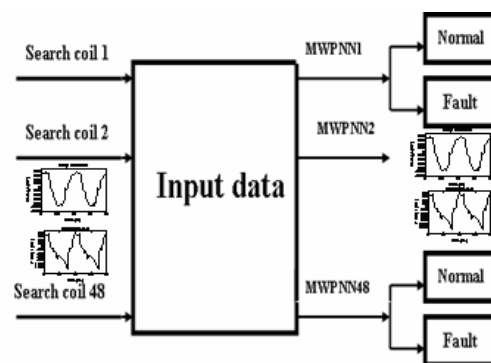 Search coil 1
MWPNN1
Normal
Fault
Search coil 2
MWPNN2
Input data
Search coil 48
MWPNN48
Normal
Fault